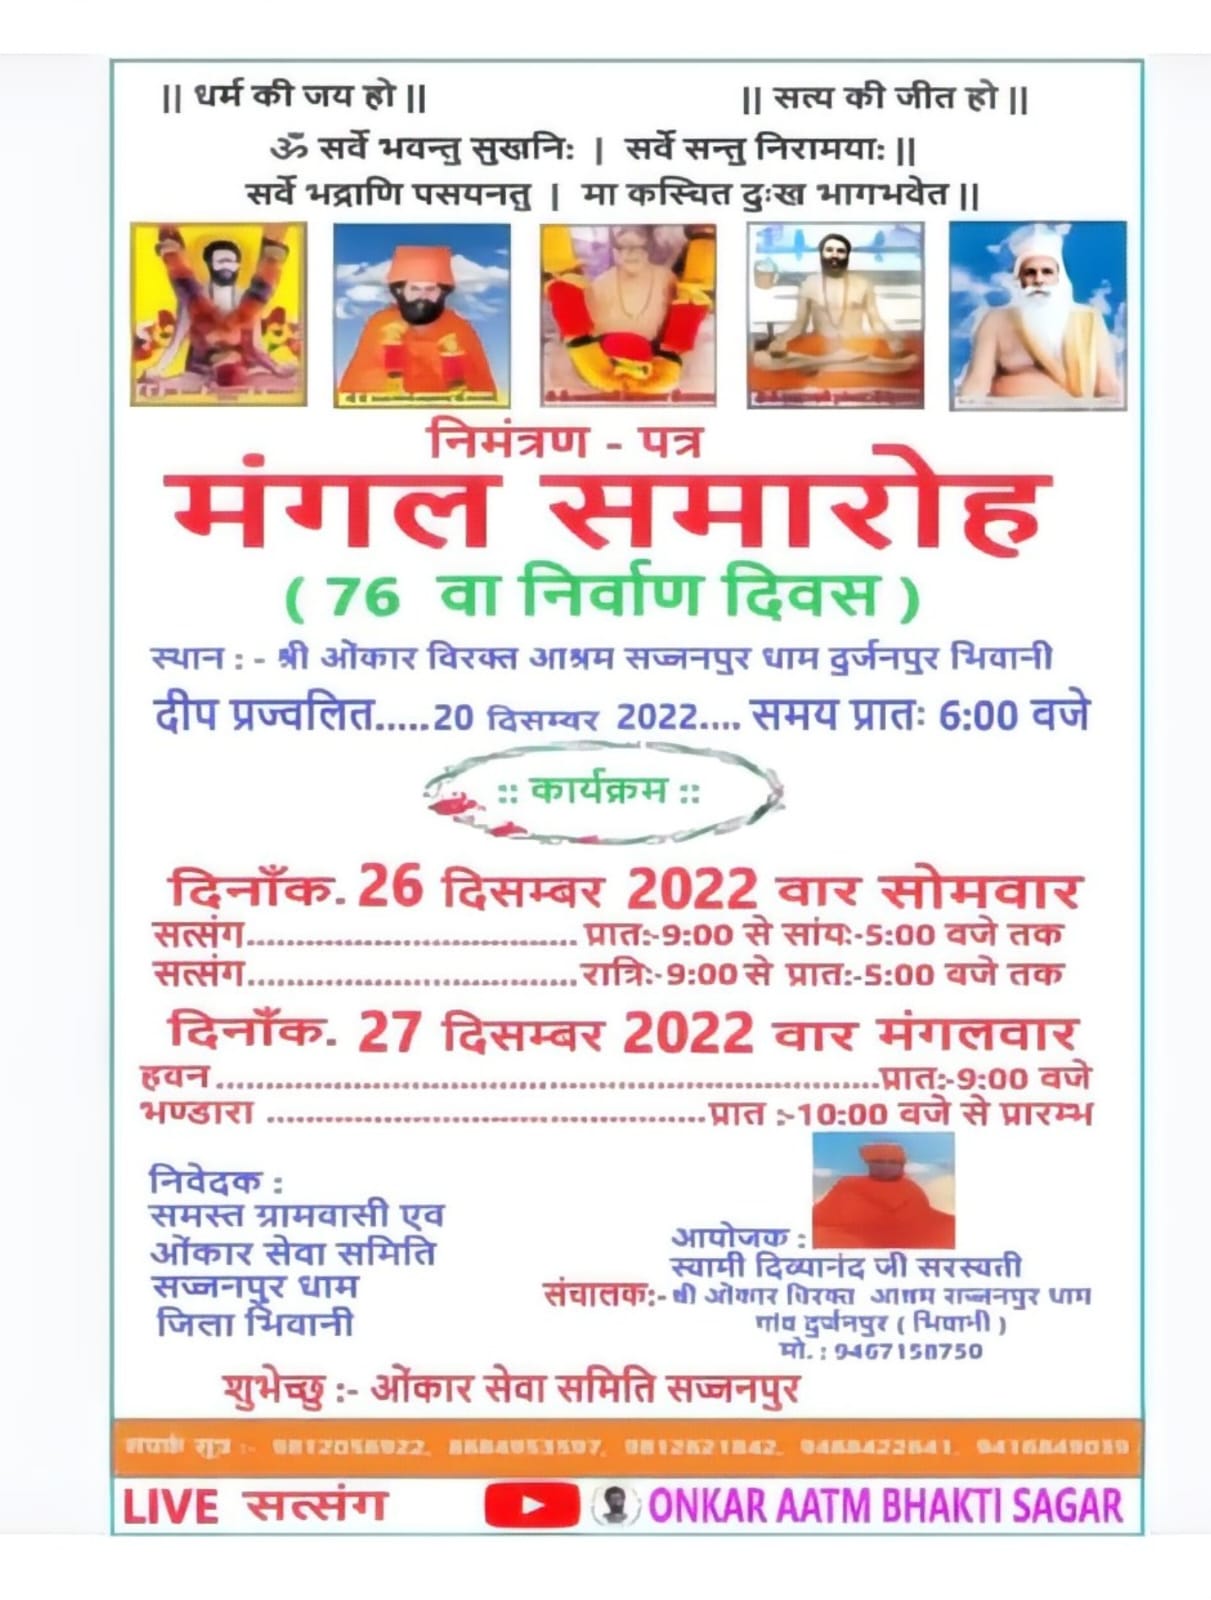 || धर्म की जय हो || || सत्य की जीत हो ||
ॐ सर्वे भवन्तु सुखनिः | सर्वे सन्तु निरामयाः ||
सर्वे भद्राणि पसयनतु | मा कस्चित दुःख भागभवेत ||
निमंत्रण - पत्र
मंगल समारोह
( 76 वा निर्वाण दिवस )
स्थान : - श्री ओंकार विरक्त आश्रम सज्जनपुर धाम दुर्जनपुर भिवानी
दीप प्रज्वलित.....20 दिसम्बर 2022.... समय प्रातः 6:00 वजे
:: कार्यक्रम ::
दिनाँक. 26 दिसम्बर 2022 वार सोमवार
सत्संग................................. प्रातः-9:00 से सांयः-5:00 वजे तक
सत्संग.................................रात्रिः-9:00 से प्रातः-5:00 वजे तक
दिनाँक. 27 दिसम्बर 2022 वार मंगलवार
हवन..................................................................प्रातः-9:00 वजे
भण्डारा ............................................प्रात :-10:00 वजे से प्रारम्भ
निवेदक :
समस्त ग्रामवासी एव
ओंकार सेवा समिति
सज्जनपुर धाम
जिला भिवानी
आयोजक :
स्वामी दिव्यानंद जी सरस्वती
संचालक:- श्री ओंकार विरक्त आश्रम सज्जनपुर धाम
गांव दुर्जनपुर ( भिवानी )
मो. :
शुभेच्छु :- ओंकार सेवा समिति सज्जनपुर
सपर्क सुत्र :-
LIVE सत्संग ONKAR AATM BHAKTI SAGAR